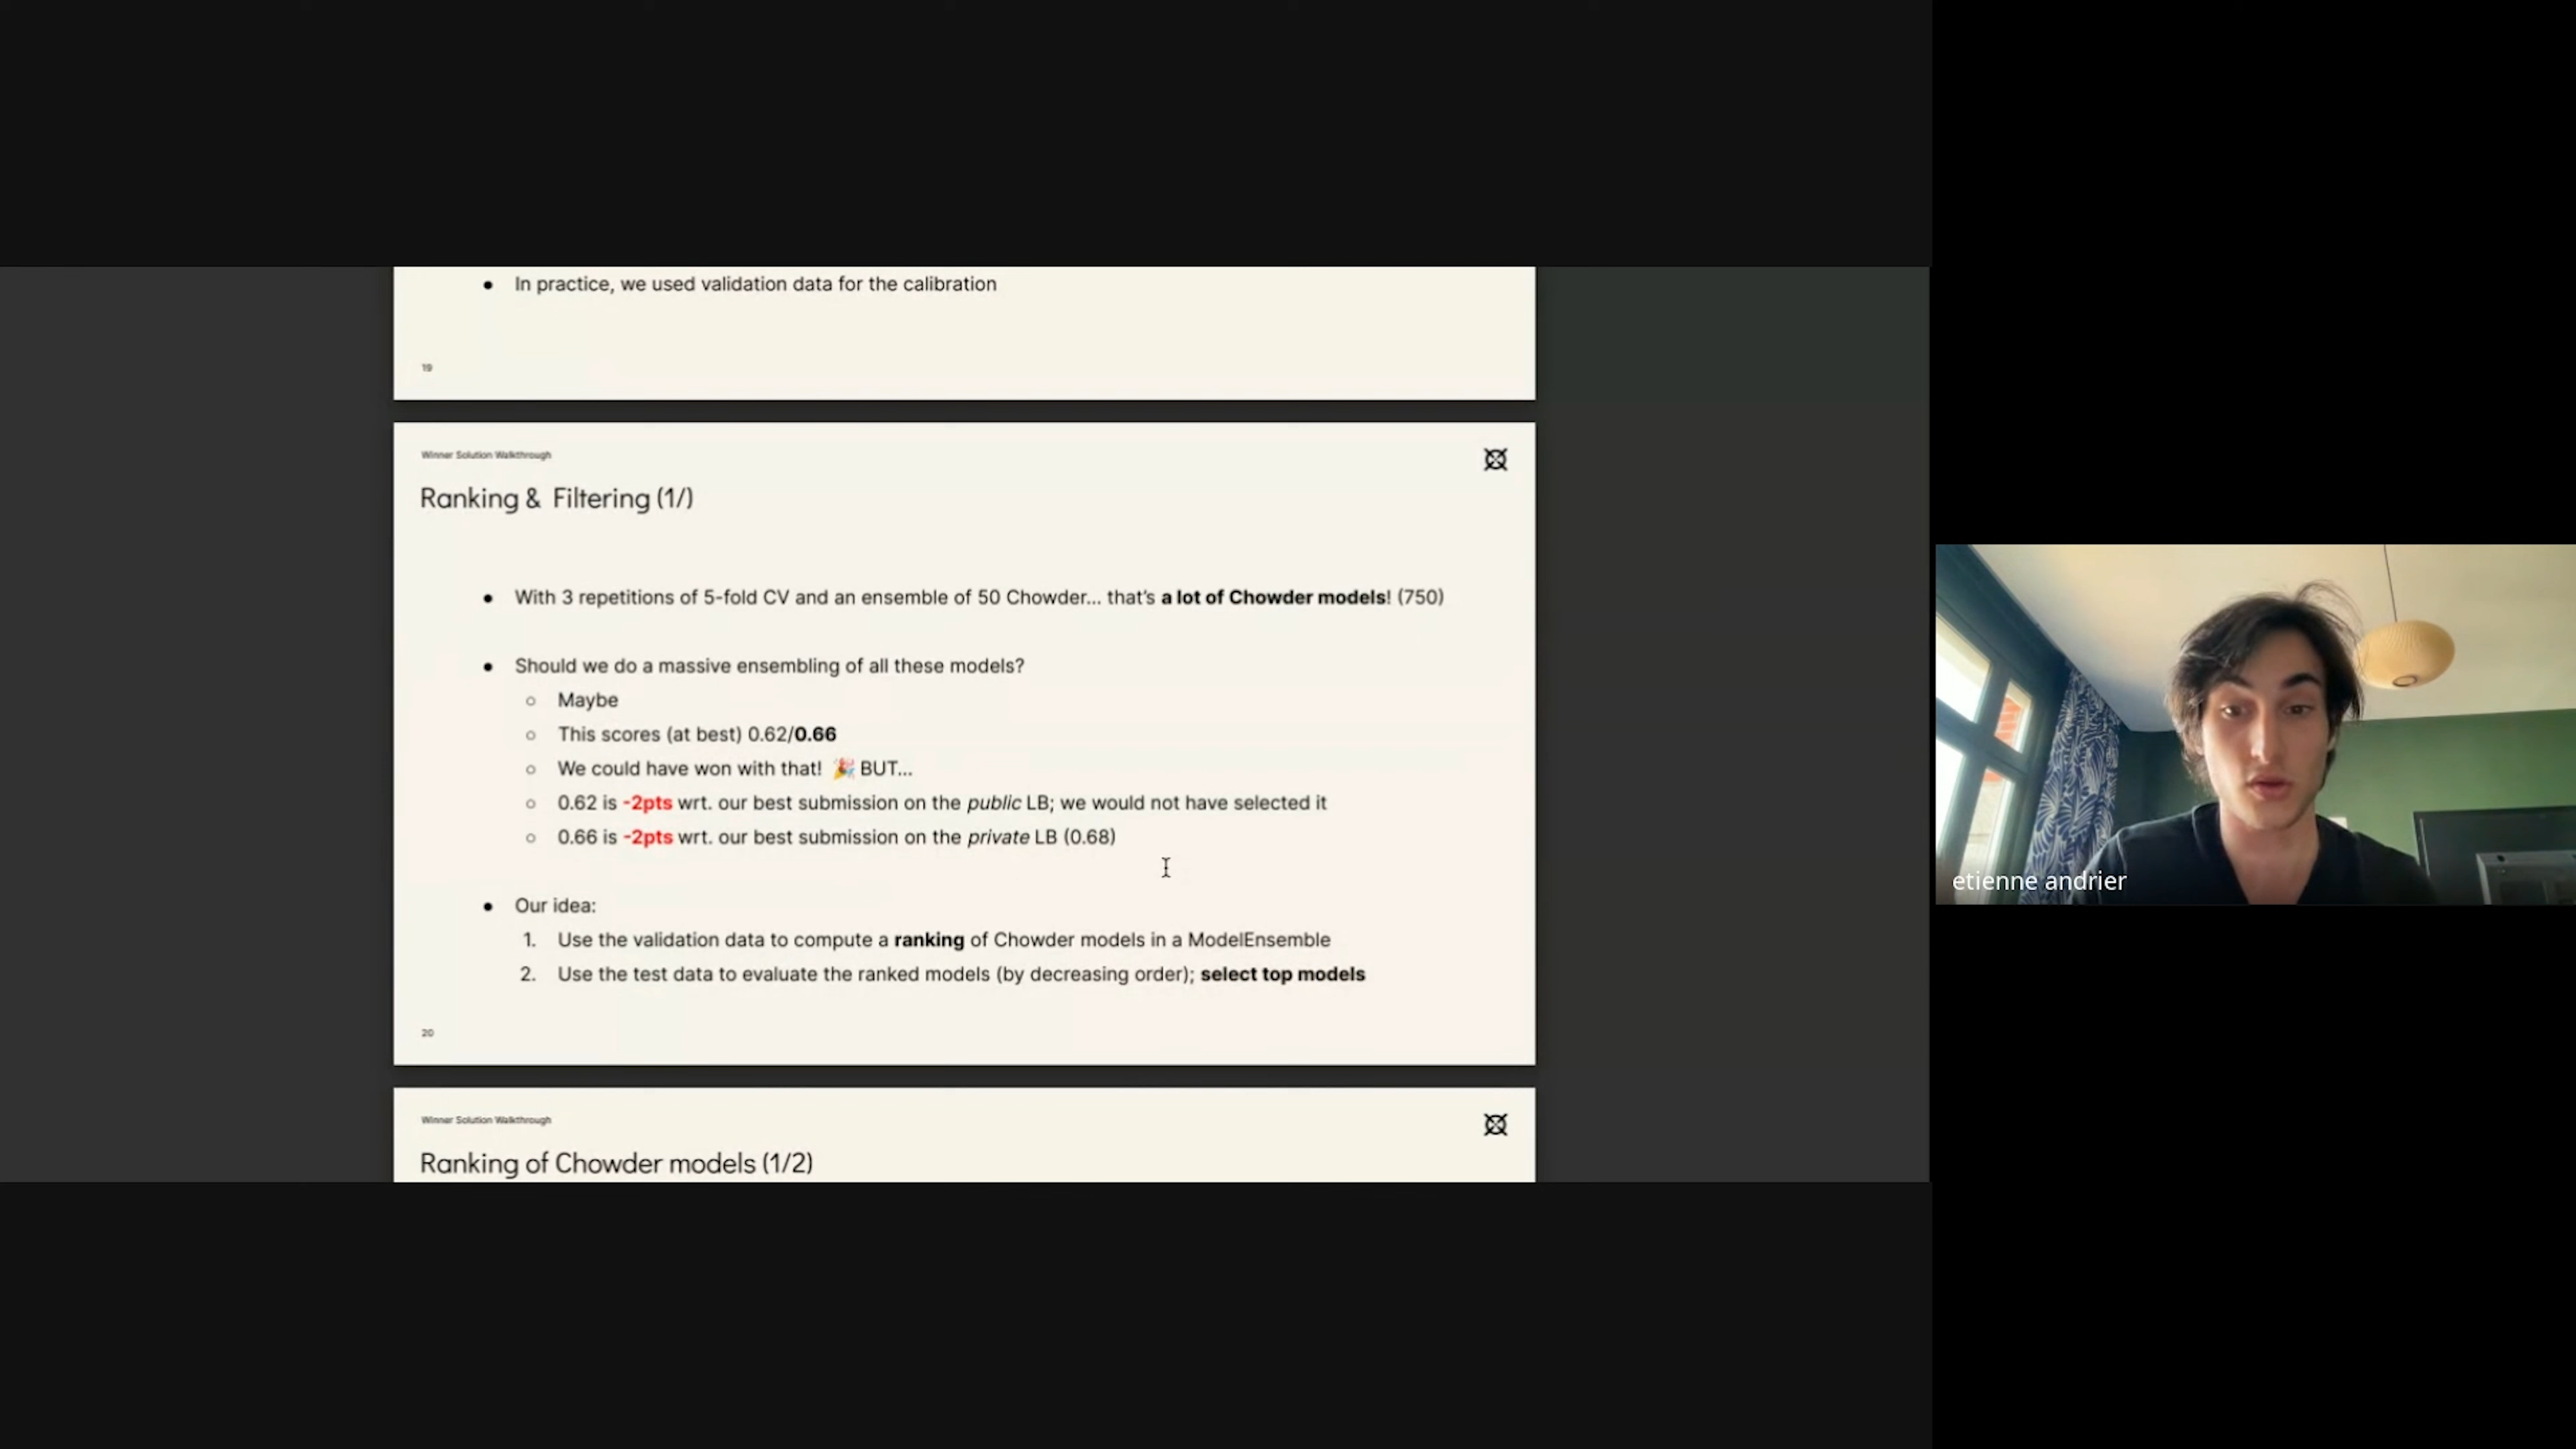 ● In practice, we used validation data for the calibration
19
Winner Solution Walkthrough
Ranking & Filtering (1/)
● With 3 repetitions of 5-fold CV and an ensemble of 50 Chowder... that's a lot of Chowder models! (750)
● Should we do a massive ensembling of all these models?
○ Maybe
○ This scores (at best) 0.62/0.66
○ We could have won with that! 🎉 BUT...
○ 0.62 is -2pts wrt. our best submission on the public LB; we would not have selected it
○ 0.66 is -2pts wrt. our best submission on the private LB (0.68)
● Our idea:
1. Use the validation data to compute a ranking of Chowder models in a ModelEnsemble
2. Use the test data to evaluate the ranked models (by decreasing order); select top models
20
Winner Solution Walkthrough
Ranking of Chowder models (1/2)
etienne andrier